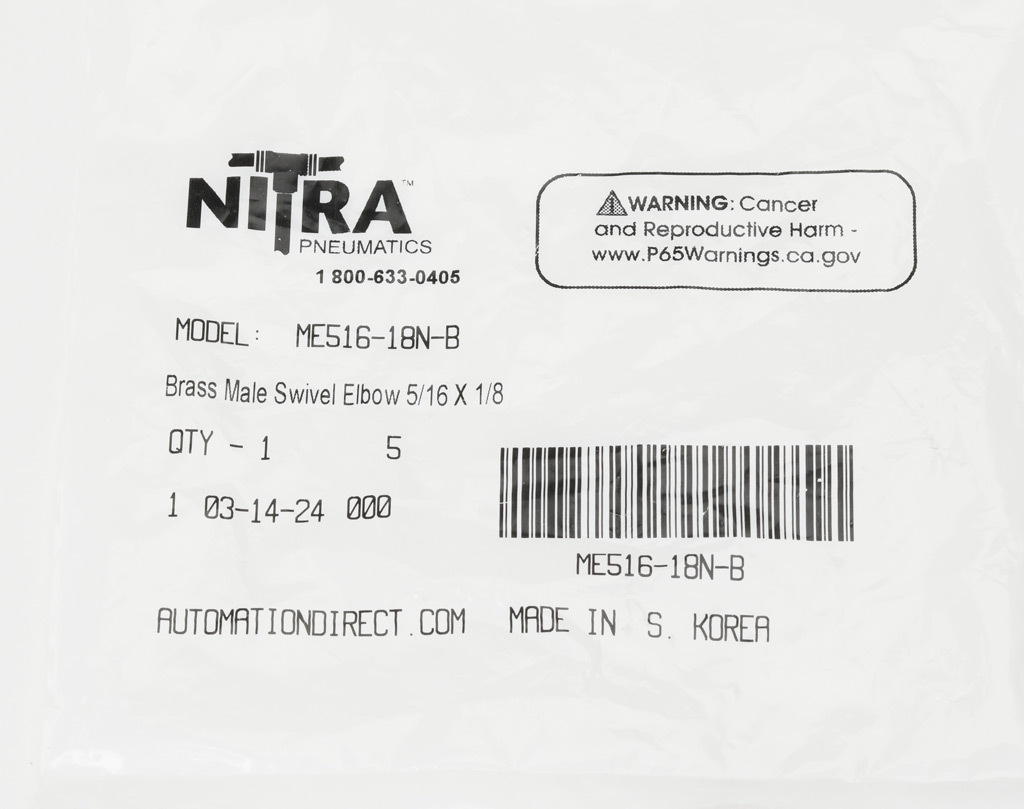 NITRA™
PNEUMATICS
1 800-633-0405
⚠WARNING: Cancer
and Reproductive Harm -
www.P65Warnings.ca.gov
MODEL: ME516-18N-B
Brass Male Swivel Elbow 5/16 X 1/8
QTY - 1 5
1 03-14-24 000
ME516-18N-B
AUTOMATIONDIRECT.COM MADE IN S. KOREA